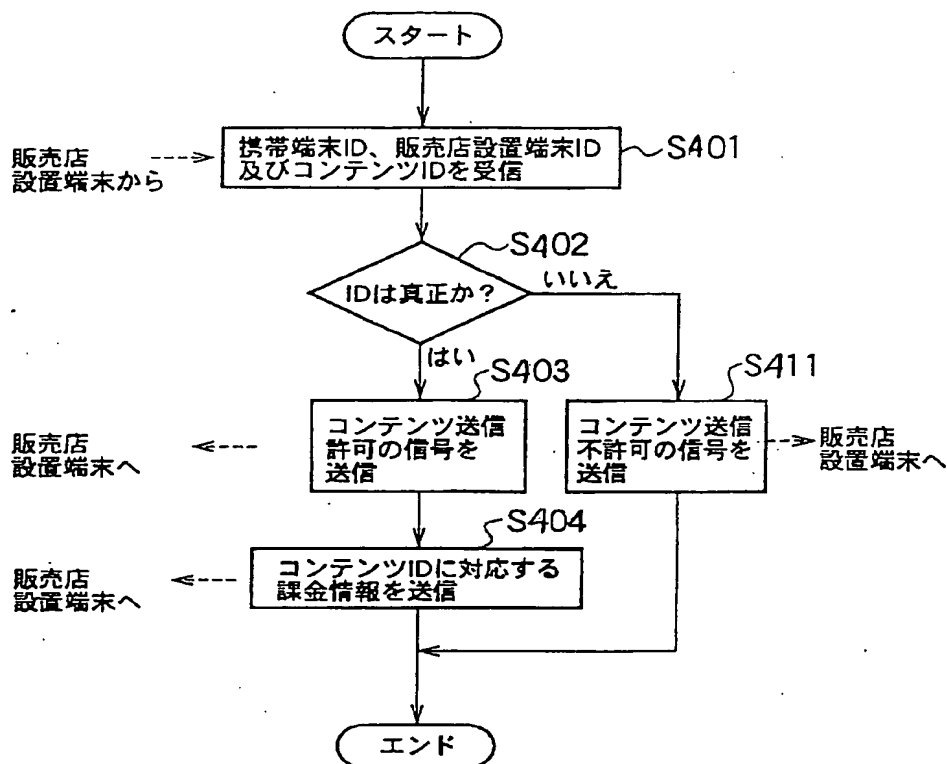 スタート
販売店
設置端末から
携帯端末ID、販売店設置端末ID
及びコンテンツIDを受信
S401
S402
IDは真正か?
いいえ
はい
S403
S411
販売店
設置端末へ
コンテンツ送信
許可の信号を
送信
コンテンツ送信
不許可の信号を
送信
販売店
設置端末へ
S404
販売店
設置端末へ
コンテンツIDに対応する
課金情報を送信
エンド